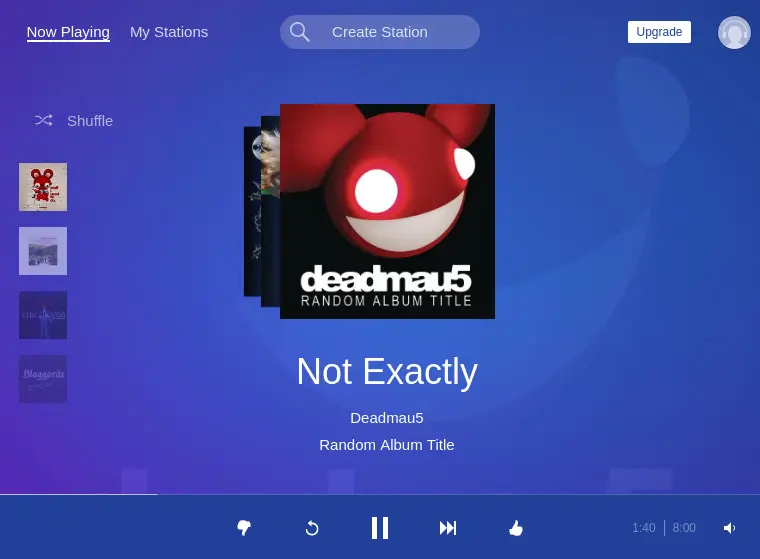 Now Playing
My Stations
Create Station
Upgrade
Shuffle
deadmau5
RANDOM ALBUM TITLE
Blaggards
Not Exactly
Deadmau5
Random Album Title
1:40
8:00